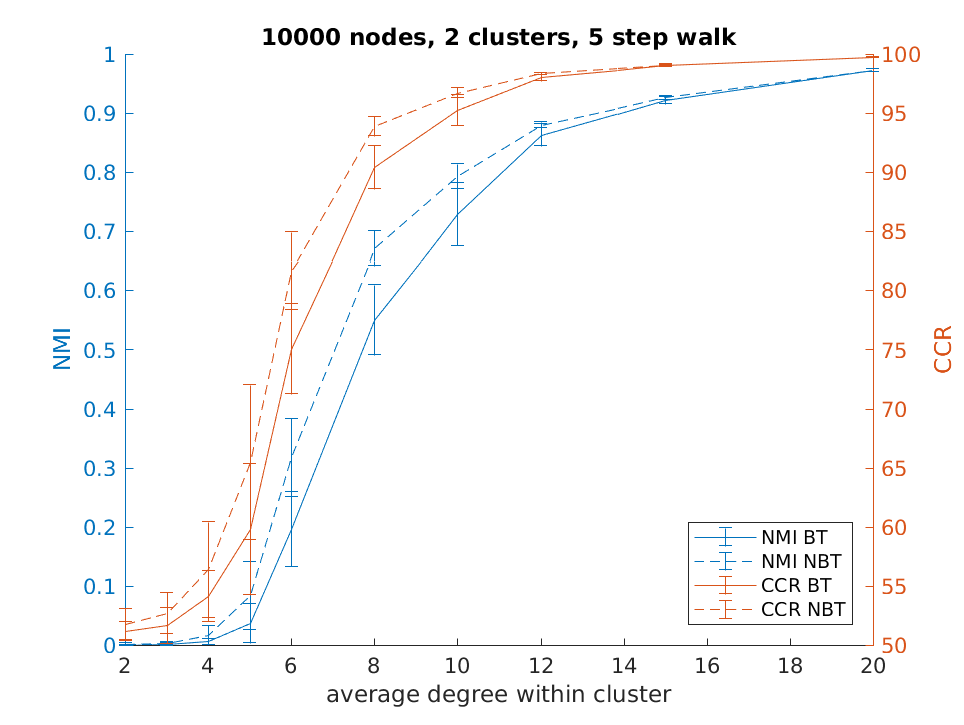 10000 nodes, 2 clusters, 5 step walk
1
0.9
0.8
0.7
0.6
0.5
0.4
0.3
0.2
0.1
0
NMI
100
95
90
85
80
75
70
65
60
55
50
CCR
NMI BT
NMI NBT
CCR BT
CCR NBT
2 4 6 8 10 12 14 16 18 20
average degree within cluster